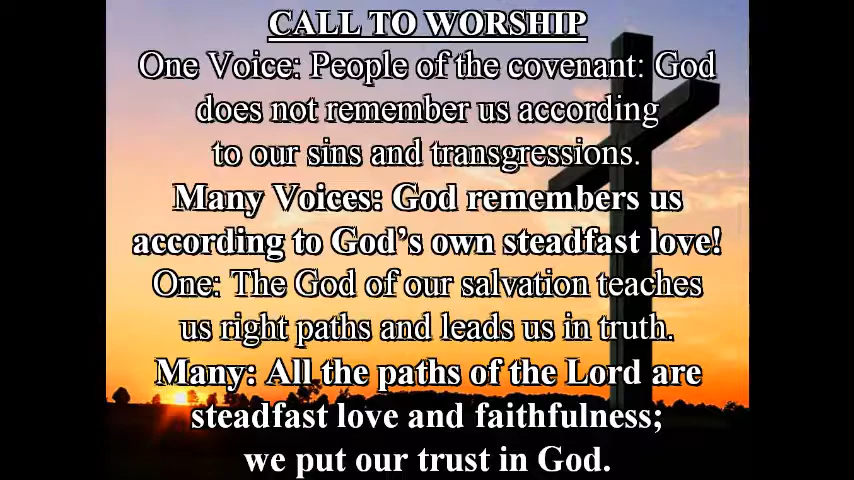 CALL TO WORSHIP
One Voice: People of the covenant: God
does not remember us according
to our sins and transgressions.
Many Voices: God remembers us
according to God’s own steadfast love!
One: The God of our salvation teaches
us right paths and leads us in truth.
Many: All the paths of the Lord are
steadfast love and faithfulness;
we put our trust in God.